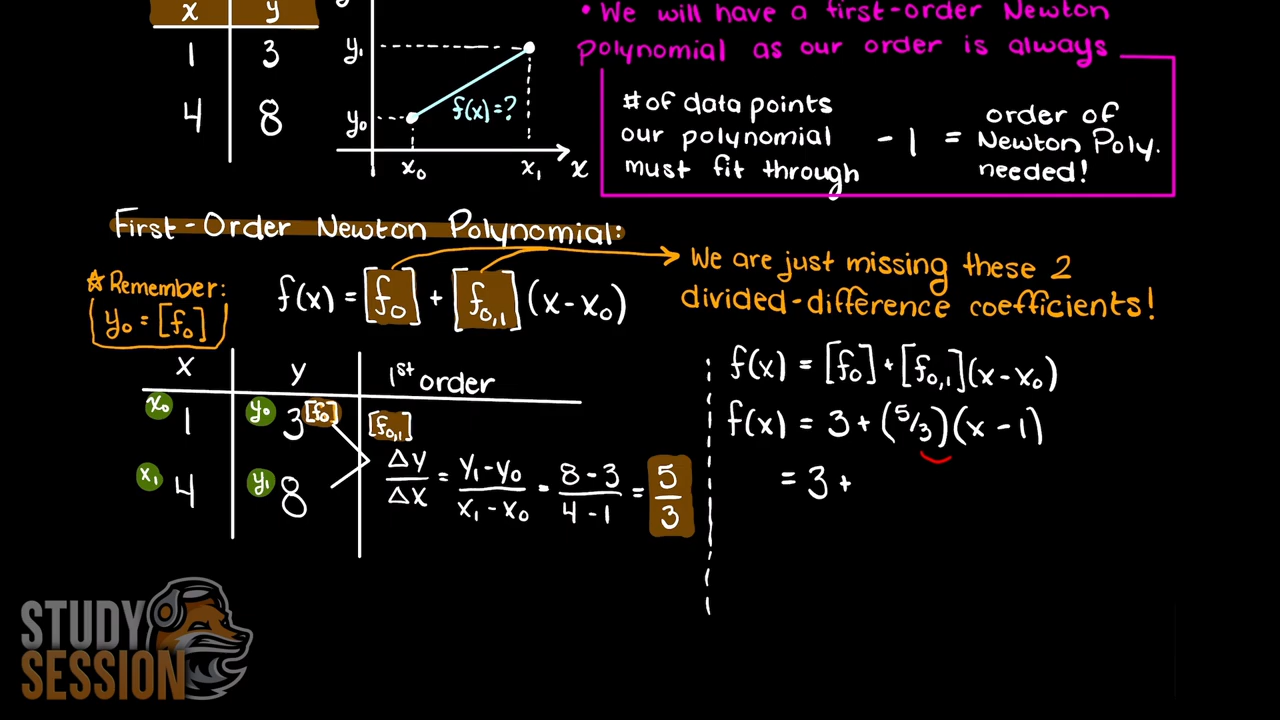 x y
1 3
4 8
y₁
y₀
f(x)=?
x₀ x₁ x
• We will have a first-order Newton
polynomial as our order is always
# of data points
our polynomial
must fit through
- 1 =
order of
Newton Poly.
needed!
First-Order Newton Polynomial:
☆ Remember:
y₀ = [f₀]
f(x) = [f₀] + [f₀,₁](x - x₀)
We are just missing these 2
divided-difference coefficients!
x y 1st order
x₀ 1 y₀ 3 [f₀] [f₀,₁]
x₁ 4 y₁ 8
Δy/Δx = (y₁-y₀)/(x₁-x₀) = (8-3)/(4-1) = 5/3
f(x) = [f₀] + [f₀,₁](x - x₀)
f(x) = 3 + (5/3)(x - 1)
= 3 +
STUDY
SESSION